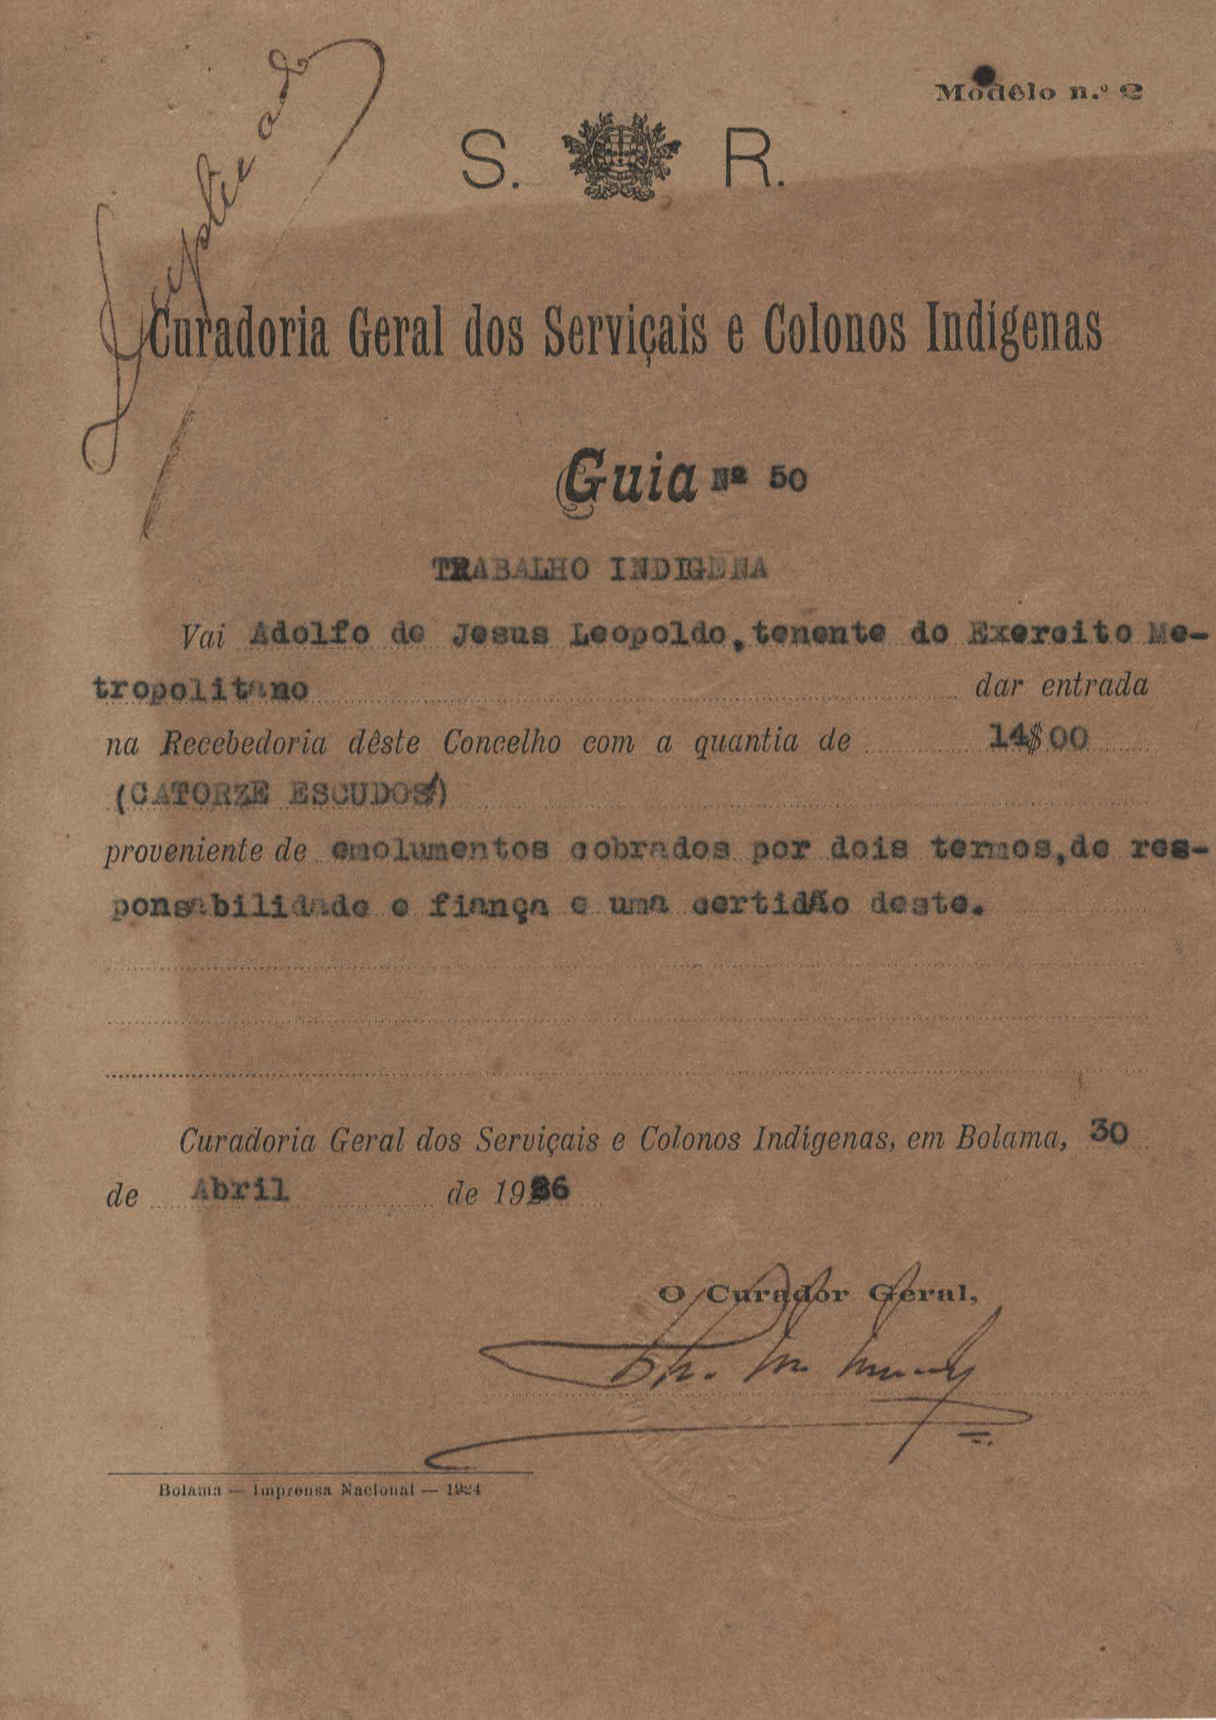 Duplicado
Modêlo n.º 2
S. R.
Curadoria Geral dos Serviçais e Colonos Indígenas
Guia Nº 50
TRABALHO INDIGENA
Vai Adolfo de Jesus Leopoldo, tenente do Exercito Me-
tropolitano dar entrada
na Recebedoria dêste Concelho com a quantia de 14$00
(CATORZE ESCUDOS)
proveniente de emolumentos cobrados por dois termos, de res-
ponsabilidade e fiança e uma certidão deste.
Curadoria Geral dos Serviçais e Colonos Indigenas, em Bolama, 30
de Abril de 1926
O Curador Geral,
Bolama — Imprensa Nacional — 1924